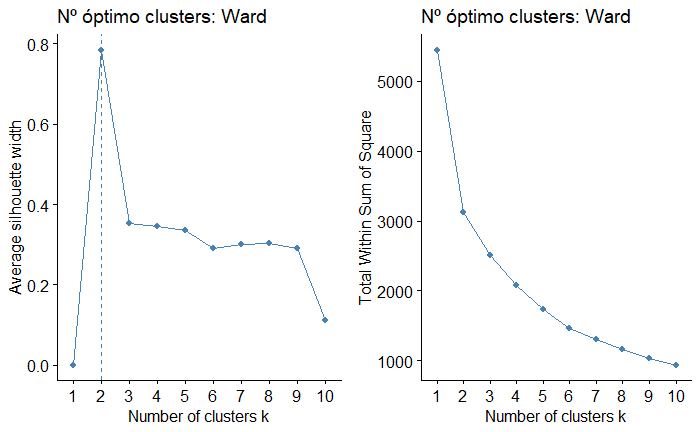 Nº óptimo clusters: Ward
Average silhouette width
0.8
0.6
0.4
0.2
0.0
1 2 3 4 5 6 7 8 9 10
Number of clusters k
Nº óptimo clusters: Ward
Total Within Sum of Square
5000
4000
3000
2000
1000
1 2 3 4 5 6 7 8 9 10
Number of clusters k